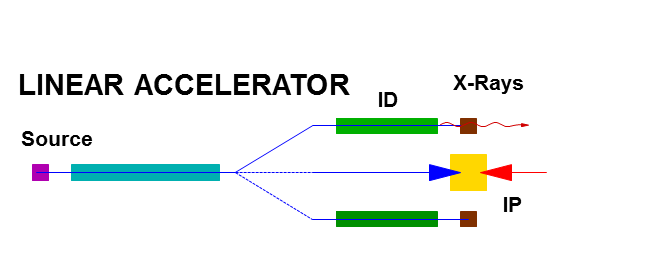 LINEAR ACCELERATOR
X-Rays
ID
Source
IP